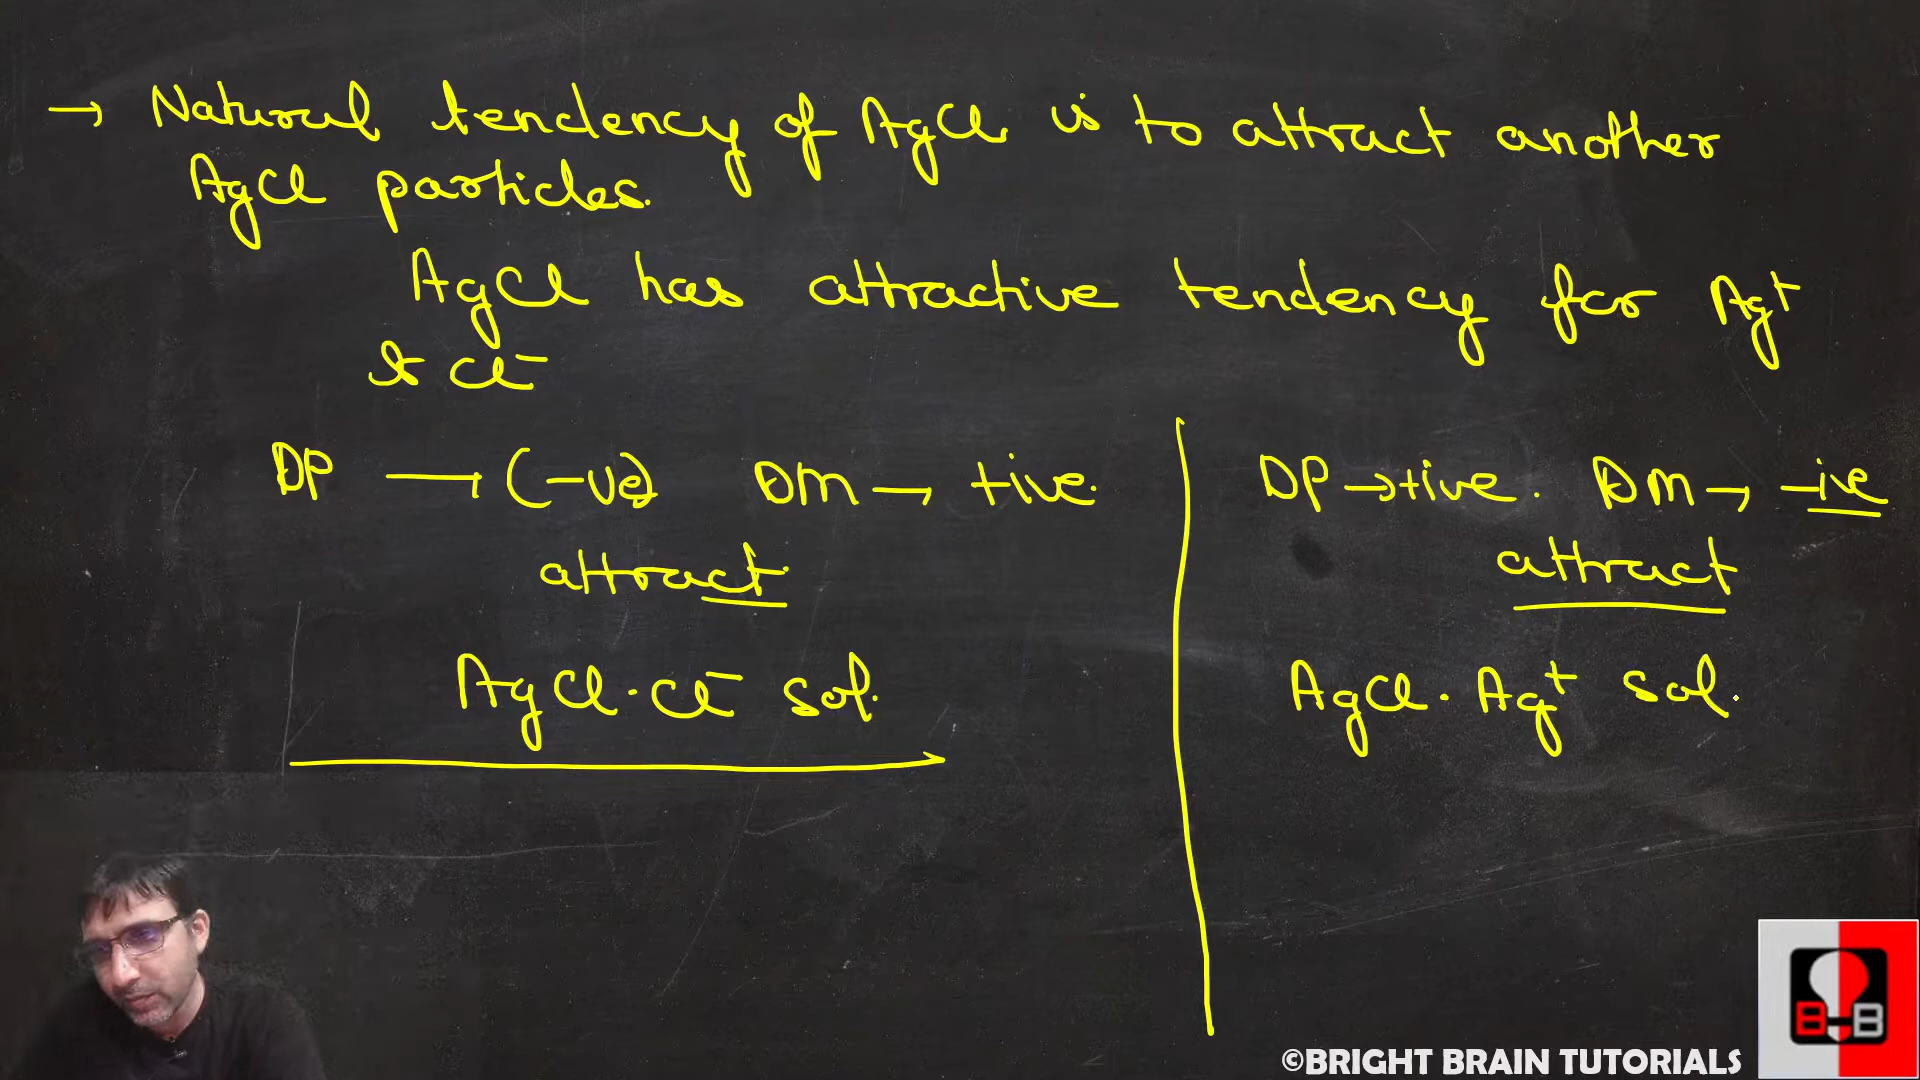 → Natural tendency of AgCl is to attract another
AgCl particles.
AgCl has attractive tendency for Ag⁺
& Cl⁻
DP → (-ve) DM → +ive.
attract
AgCl·Cl⁻ sol.
DP → +ive. DM → -ive
attract
AgCl·Ag⁺ sol.
B-B
©BRIGHT BRAIN TUTORIALS